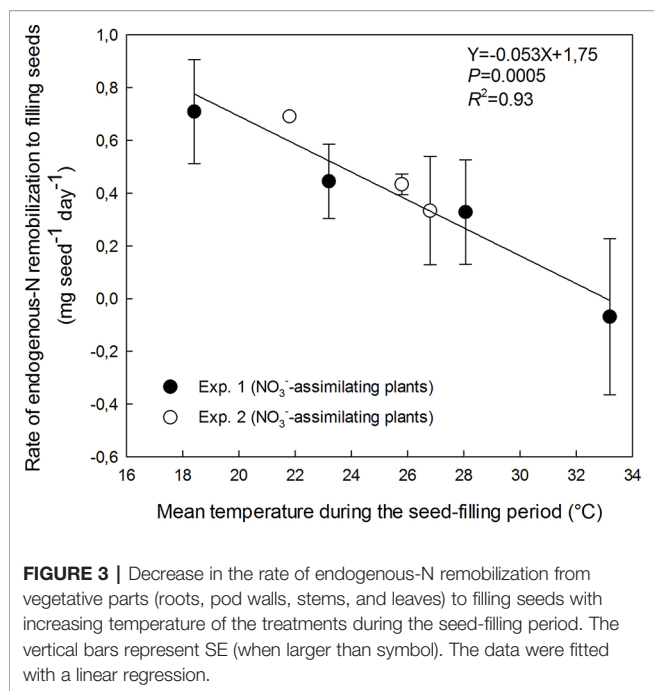 Y=-0.053X+1,75
P=0.0005
R²=0.93
Rate of endogenous-N remobilization to filling seeds
(mg seed⁻¹ day⁻¹)
1,0
0,8
0,6
0,4
0,2
0,0
-0,2
-0,4
-0,6
Exp. 1 (NO₃⁻-assimilating plants)
Exp. 2 (NO₃⁻-assimilating plants)
16 18 20 22 24 26 28 30 32 34
Mean temperature during the seed-filling period (°C)
FIGURE 3 | Decrease in the rate of endogenous-N remobilization from
vegetative parts (roots, pod walls, stems, and leaves) to filling seeds with
increasing temperature of the treatments during the seed-filling period. The
vertical bars represent SE (when larger than symbol). The data were fitted
with a linear regression.